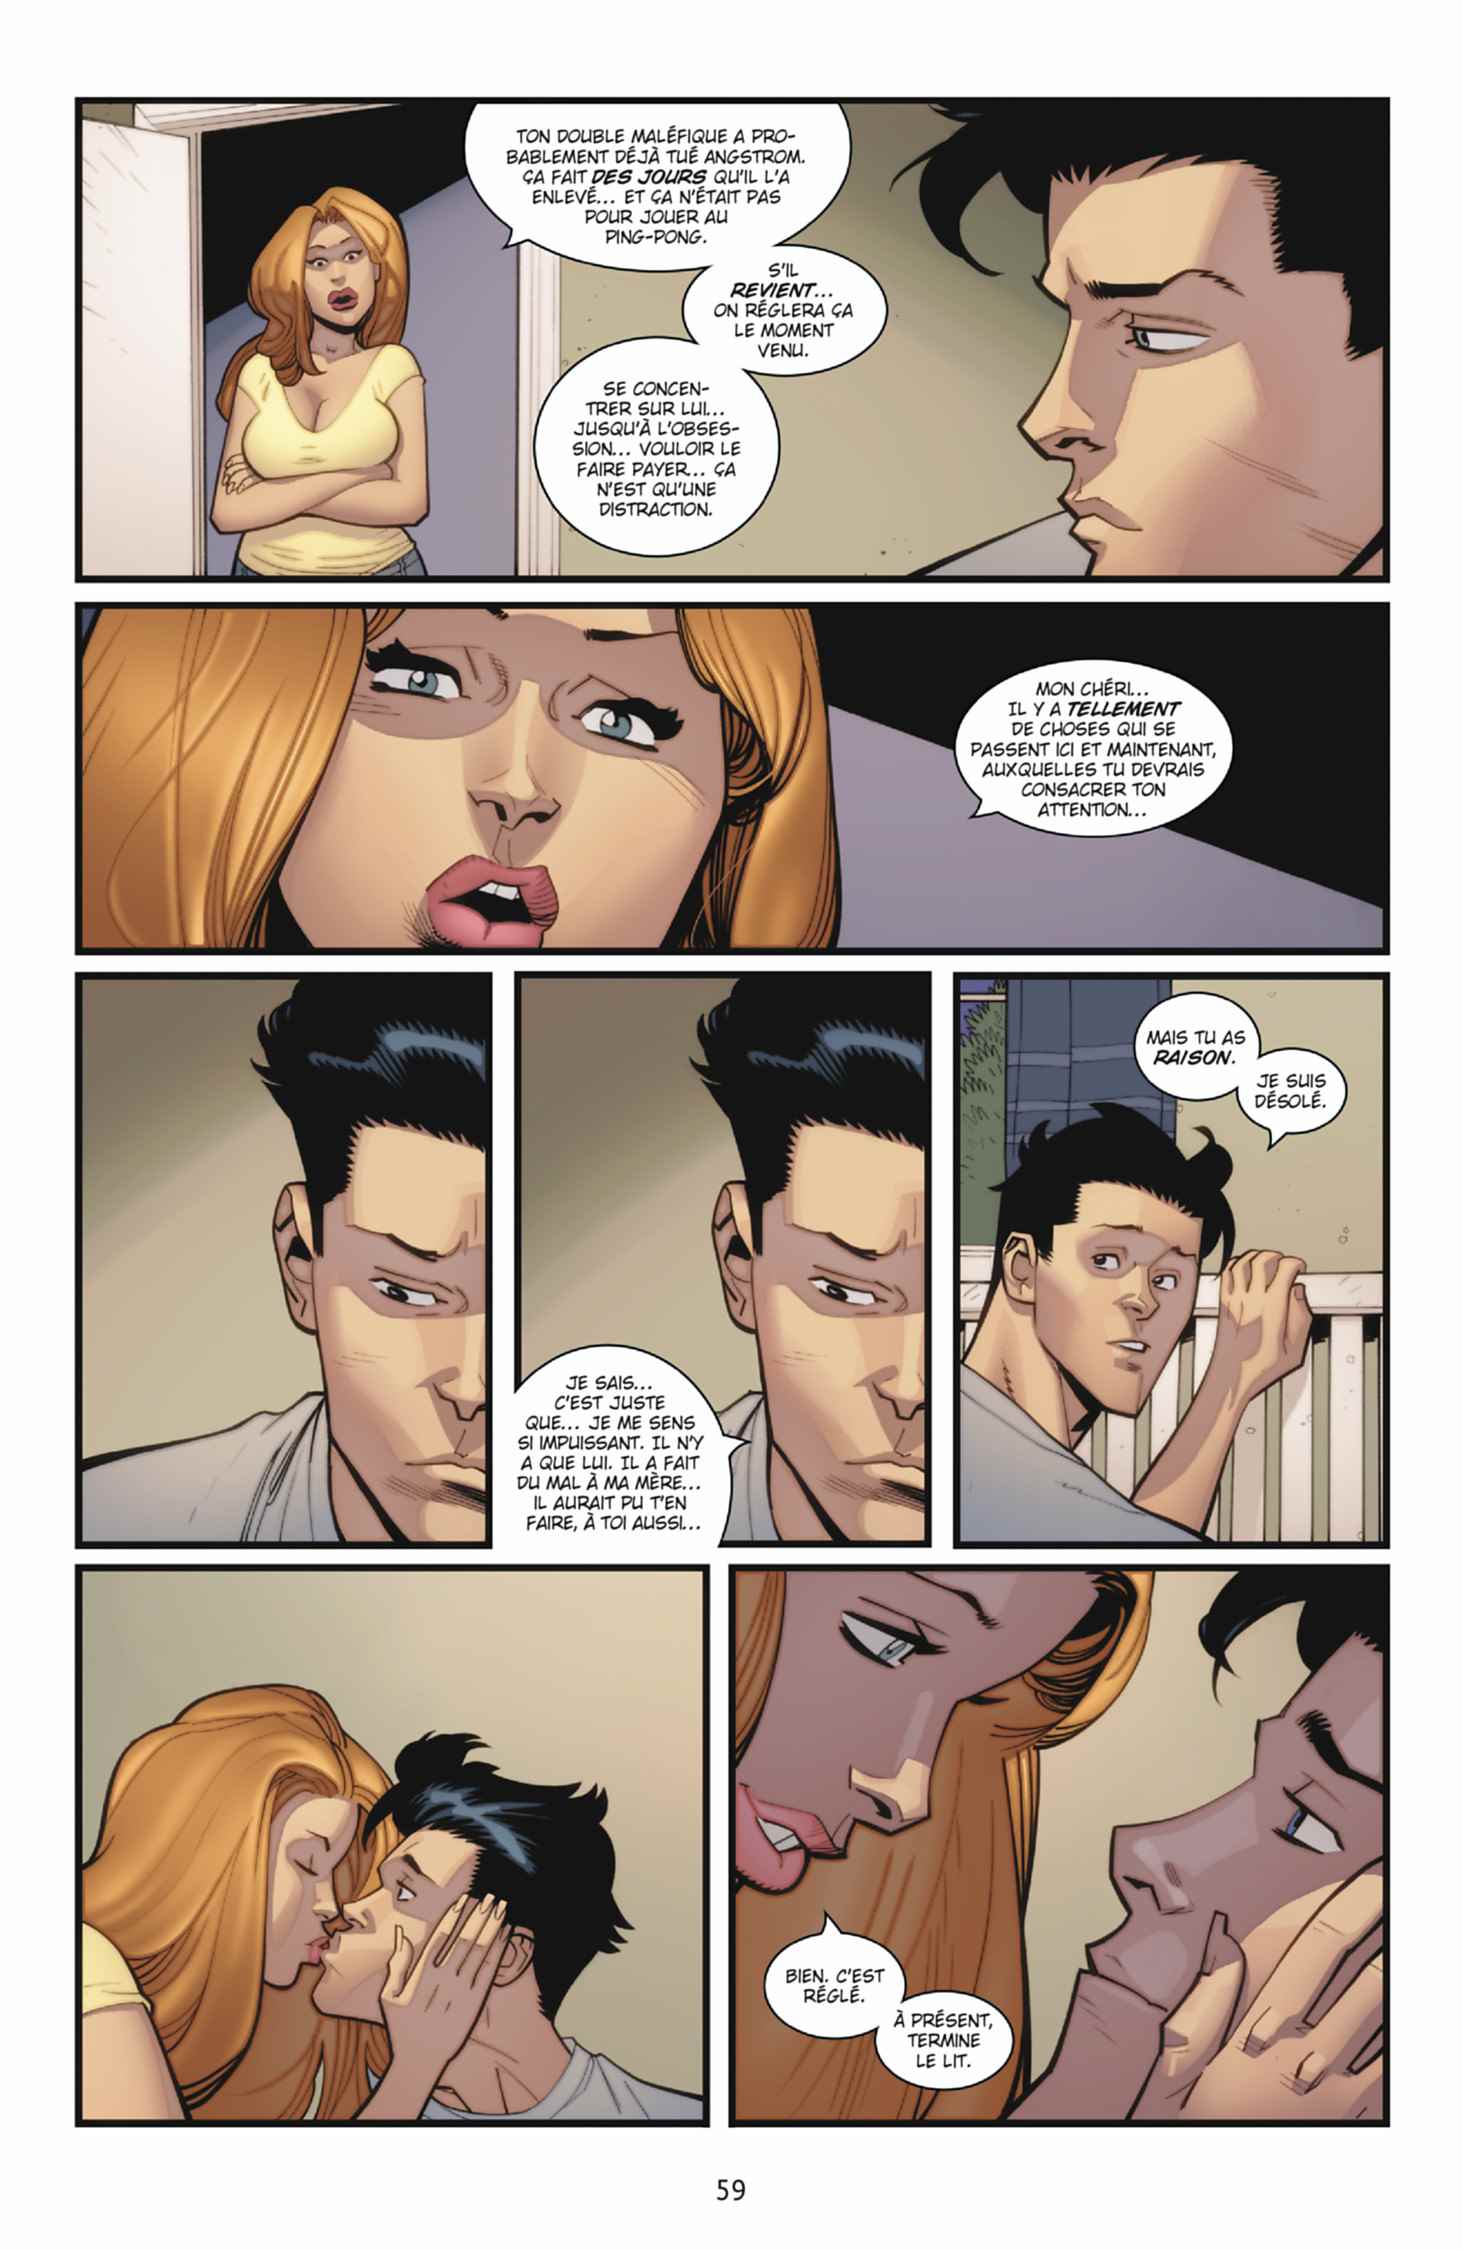 TON DOUBLE MALÉFIQUE A PRO-
BABLEMENT DÉJÀ TUÉ ANGSTROM.
ÇA FAIT DES JOURS QU'IL L'A
ENLEVÉ... ET ÇA N'ÉTAIT PAS
POUR JOUER AU
PING-PONG.
S'IL
REVIENT...
ON RÉGLERA ÇA
LE MOMENT
VENU.
SE CONCEN-
TRER SUR LUI...
JUSQU'À L'OBSES-
SION... VOULOIR LE
FAIRE PAYER... ÇA
N'EST QU'UNE
DISTRACTION.
MON CHÉRI...
IL Y A TELLEMENT
DE CHOSES QUI SE
PASSENT ICI ET MAINTENANT,
AUXQUELLES TU DEVRAIS
CONSACRER TON
ATTENTION...
JE SAIS...
C'EST JUSTE
QUE... JE ME SENS
SI IMPUISSANT. IL N'Y
A QUE LUI. IL A FAIT
DU MAL À MA MÈRE...
IL AURAIT PU T'EN
FAIRE, À TOI AUSSI...
MAIS TU AS
RAISON.
JE SUIS
DÉSOLÉ.
BIEN. C'EST
RÉGLÉ.
À PRÉSENT,
TERMINE
LE LIT.
59